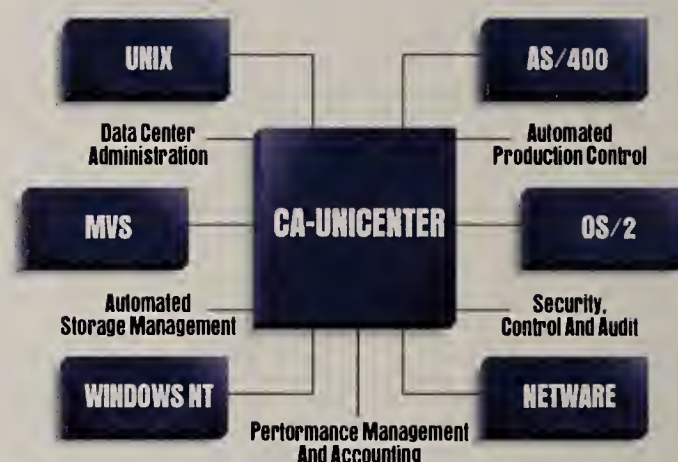 UNIX
AS/400
Data Center
Administration
Automated
Production Control
MVS
CA-UNICENTER
OS/2
Automated
Storage Management
Security,
Control And Audit
WINDOWS NT
NETWARE
Performance Management
And Accounting